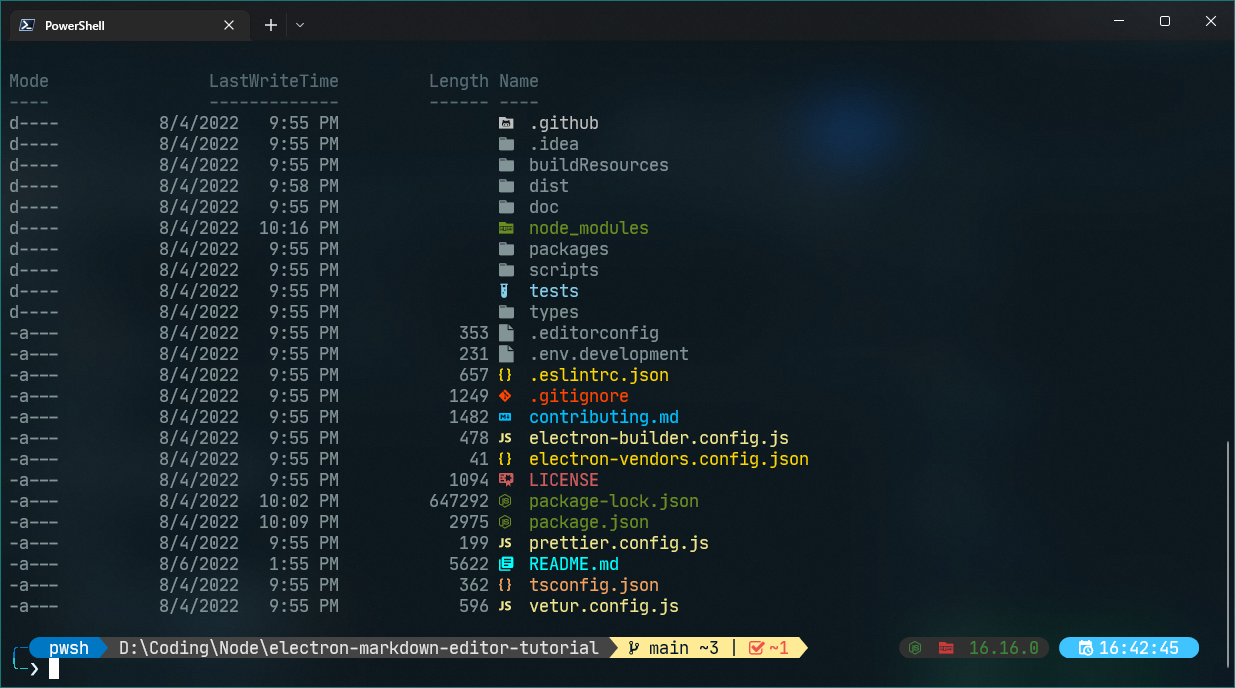 PowerShell
Mode LastWriteTime Length Name
---- ------------- ------ ----
d---- 8/4/2022 9:55 PM .github
d---- 8/4/2022 9:55 PM .idea
d---- 8/4/2022 9:55 PM buildResources
d---- 8/4/2022 9:58 PM dist
d---- 8/4/2022 9:55 PM doc
d---- 8/4/2022 10:16 PM node_modules
d---- 8/4/2022 9:55 PM packages
d---- 8/4/2022 9:55 PM scripts
d---- 8/4/2022 9:55 PM tests
d---- 8/4/2022 9:55 PM types
-a--- 8/4/2022 9:55 PM 353 .editorconfig
-a--- 8/4/2022 9:55 PM 231 .env.development
-a--- 8/4/2022 9:55 PM 657 {} .eslintrc.json
-a--- 8/4/2022 9:55 PM 1249 .gitignore
-a--- 8/4/2022 9:55 PM 1482 contributing.md
-a--- 8/4/2022 9:55 PM 478 JS electron-builder.config.js
-a--- 8/4/2022 9:55 PM 41 {} electron-vendors.config.json
-a--- 8/4/2022 9:55 PM 1094 LICENSE
-a--- 8/4/2022 10:02 PM 647292 package-lock.json
-a--- 8/4/2022 10:09 PM 2975 package.json
-a--- 8/4/2022 9:55 PM 199 JS prettier.config.js
-a--- 8/6/2022 1:55 PM 5622 README.md
-a--- 8/4/2022 9:55 PM 362 {} tsconfig.json
-a--- 8/4/2022 9:55 PM 596 JS vetur.config.js
pwsh D:\Coding\Node\electron-markdown-editor-tutorial main ~3 | ~1 16.16.0 16:42:45
❯